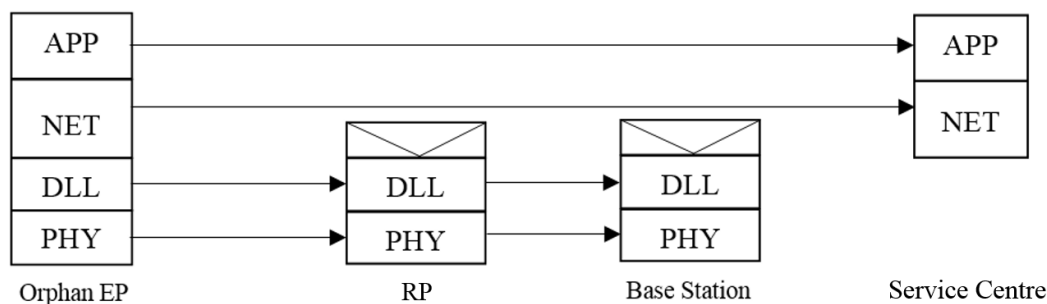 APP
APP
NET
NET
DLL
DLL
DLL
PHY
PHY
PHY
Orphan EP
RP
Base Station
Service Centre